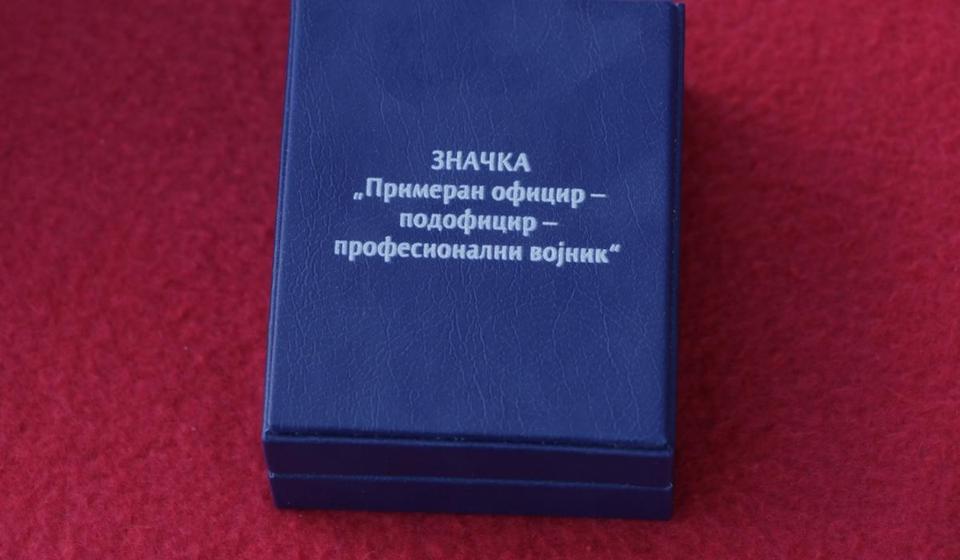 ЗНАЧКА
„Примеран официр –
подофицир –
професионални војник“